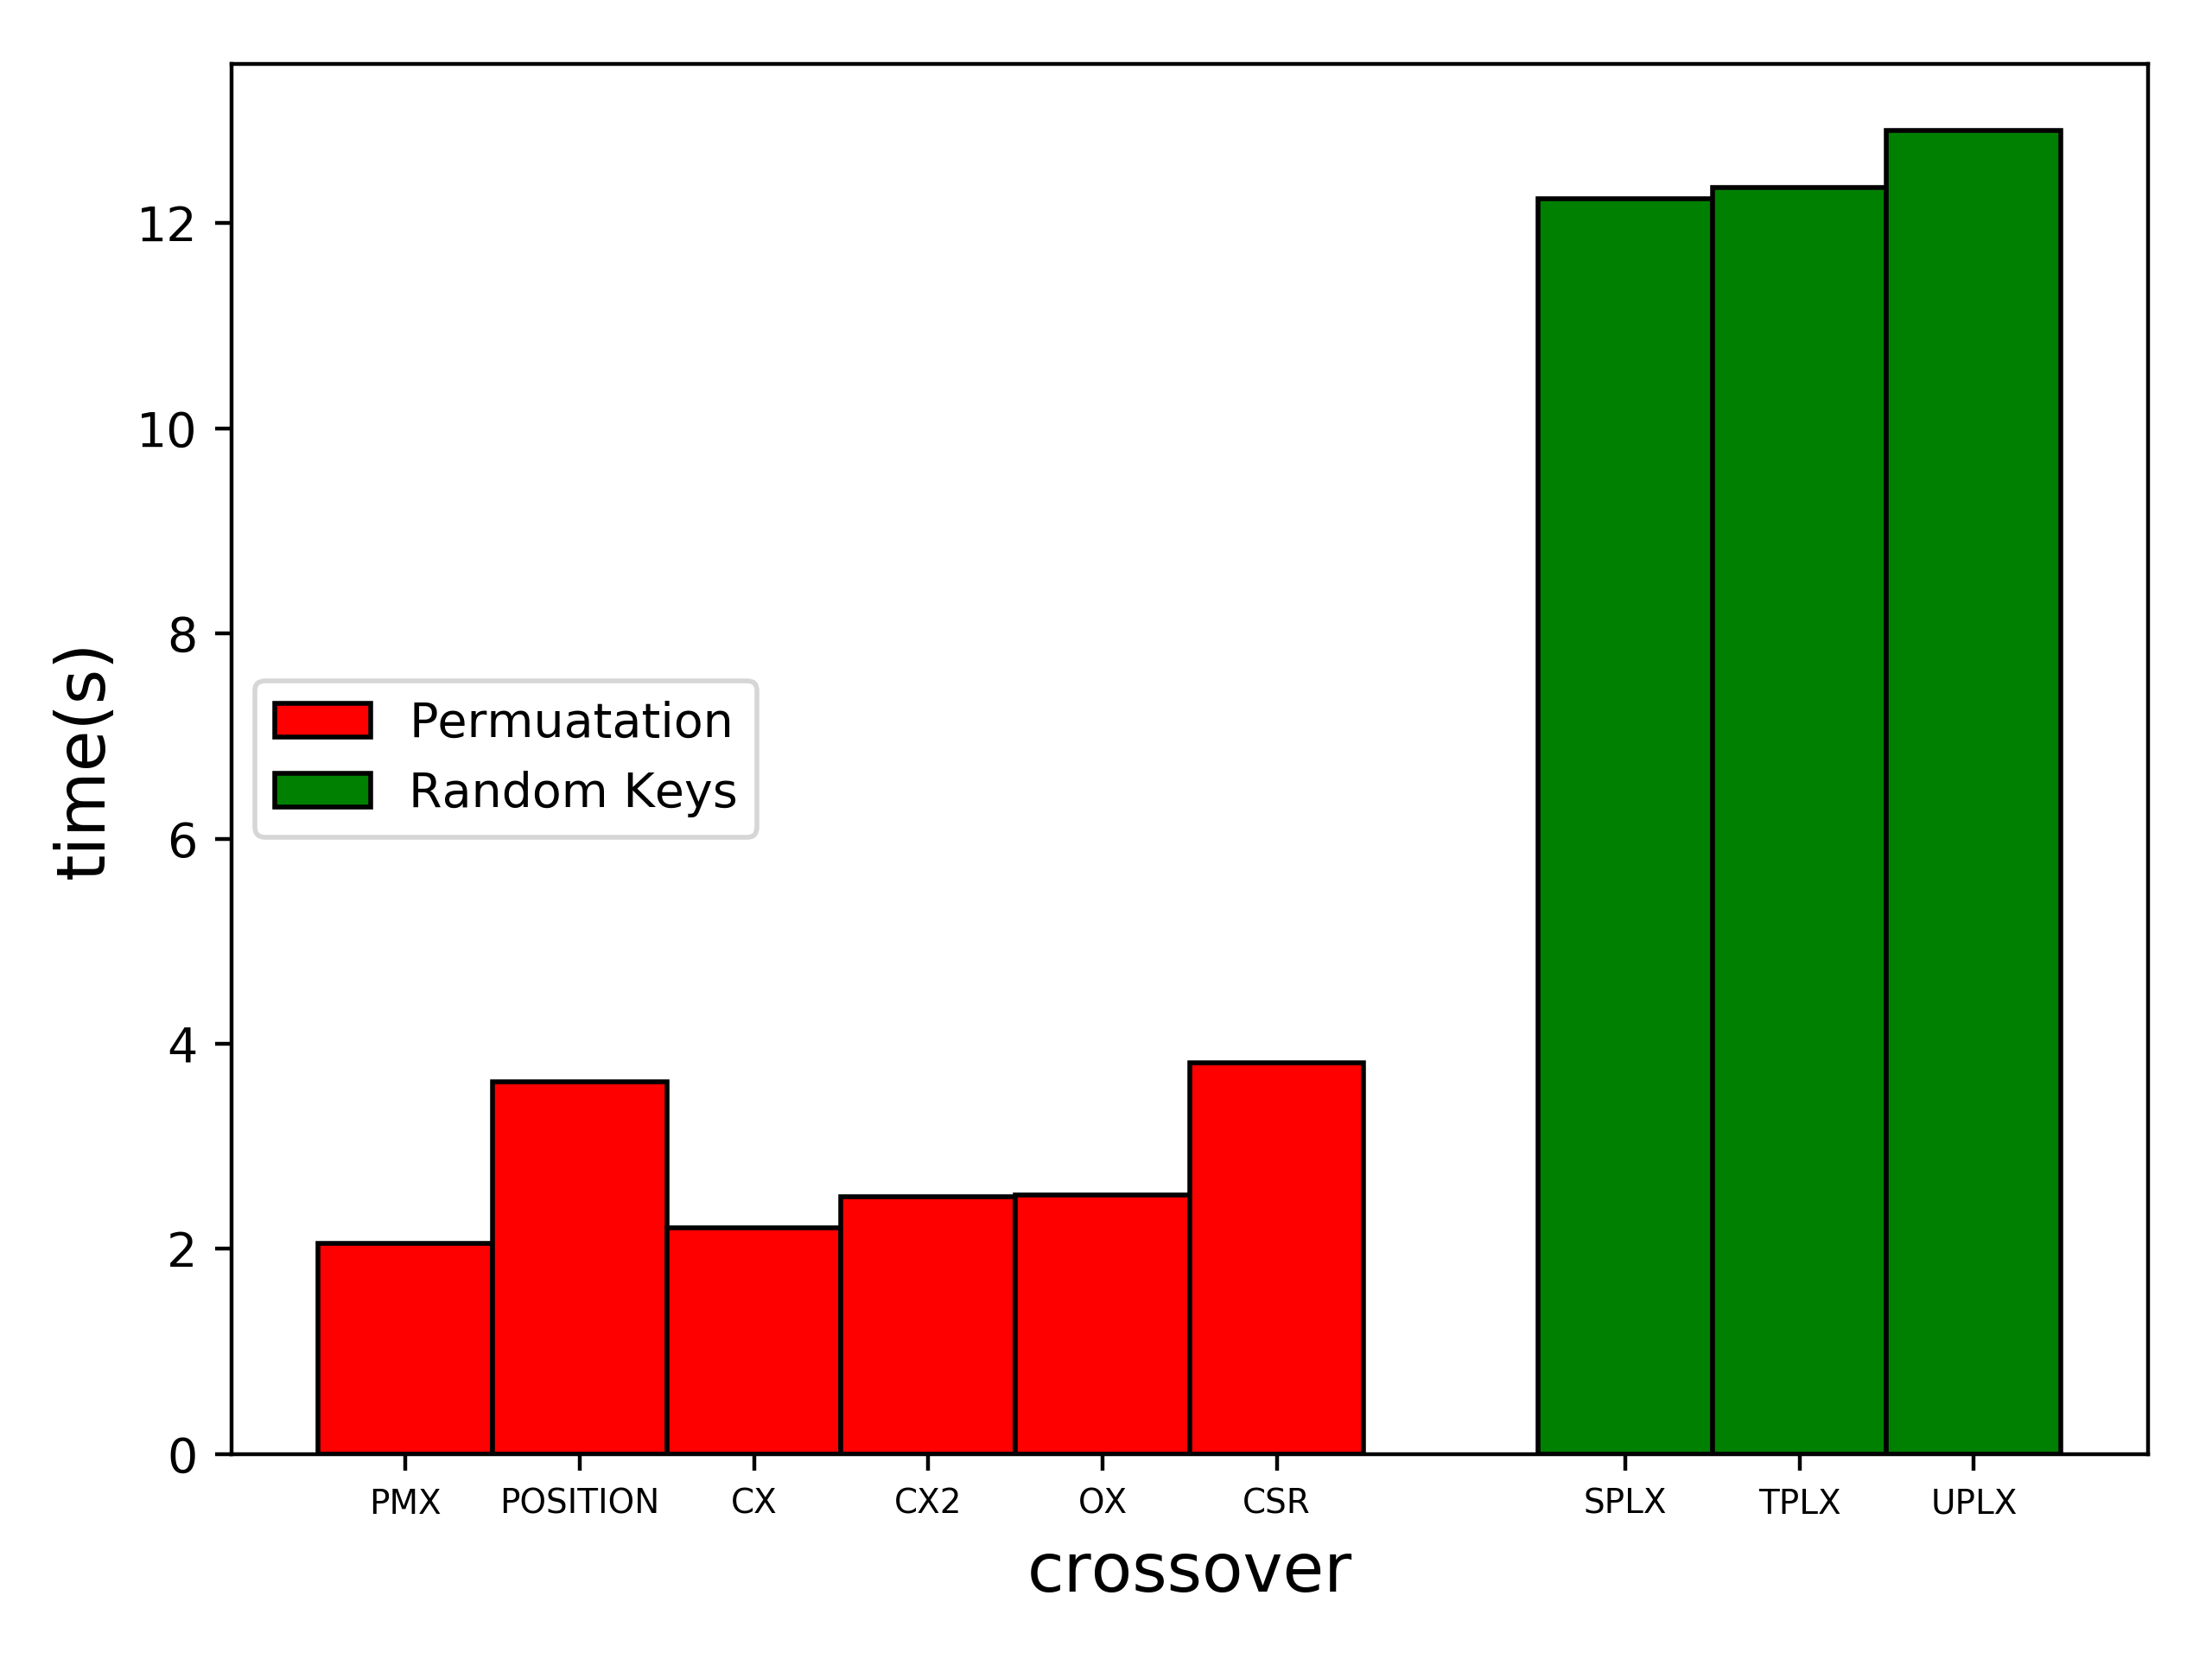 time(s)
12
10
8
6
4
2
0
Permuatation
Random Keys
PMX POSITION CX CX2 OX CSR SPLX TPLX UPLX
crossover